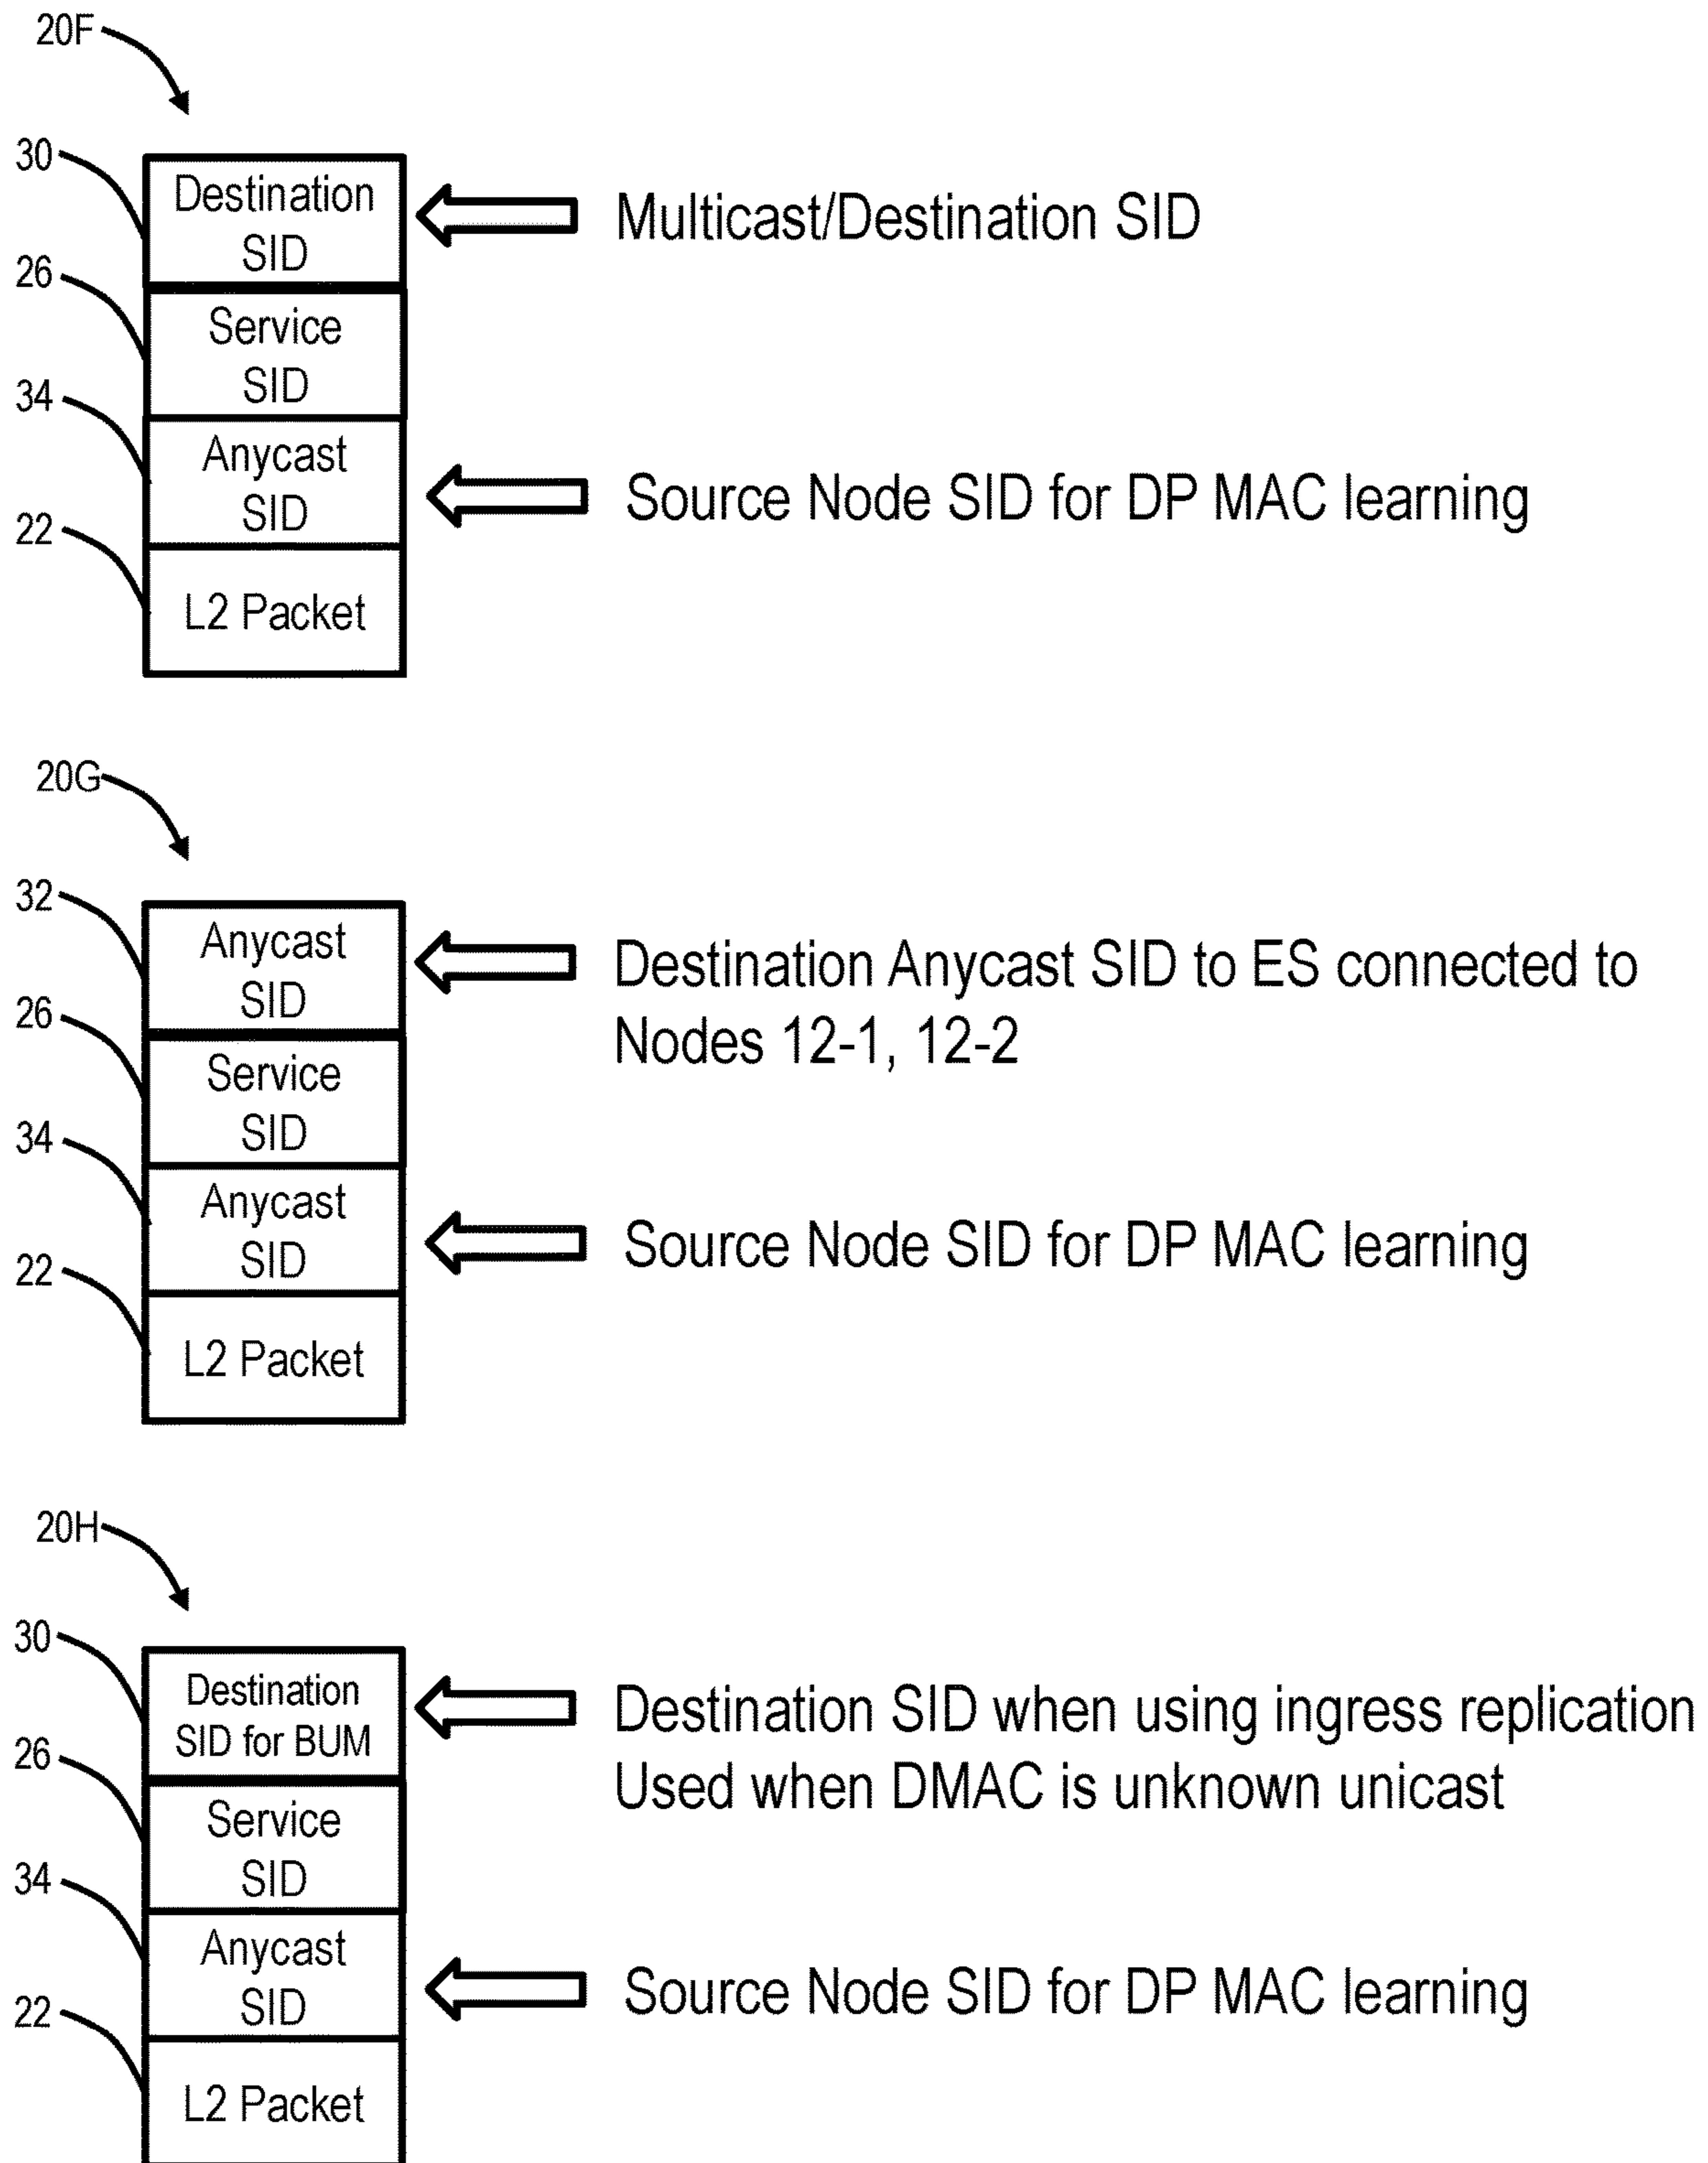 20F
30
Destination
SID
Multicast/Destination SID
26
Service
SID
34
Anycast
SID
Source Node SID for DP MAC learning
22
L2 Packet
20G
32
Anycast
SID
Destination Anycast SID to ES connected to
Nodes 12-1, 12-2
26
Service
SID
34
Anycast
SID
Source Node SID for DP MAC learning
22
L2 Packet
20H
30
Destination
SID for BUM
Destination SID when using ingress replication
Used when DMAC is unknown unicast
26
Service
SID
34
Anycast
SID
Source Node SID for DP MAC learning
22
L2 Packet